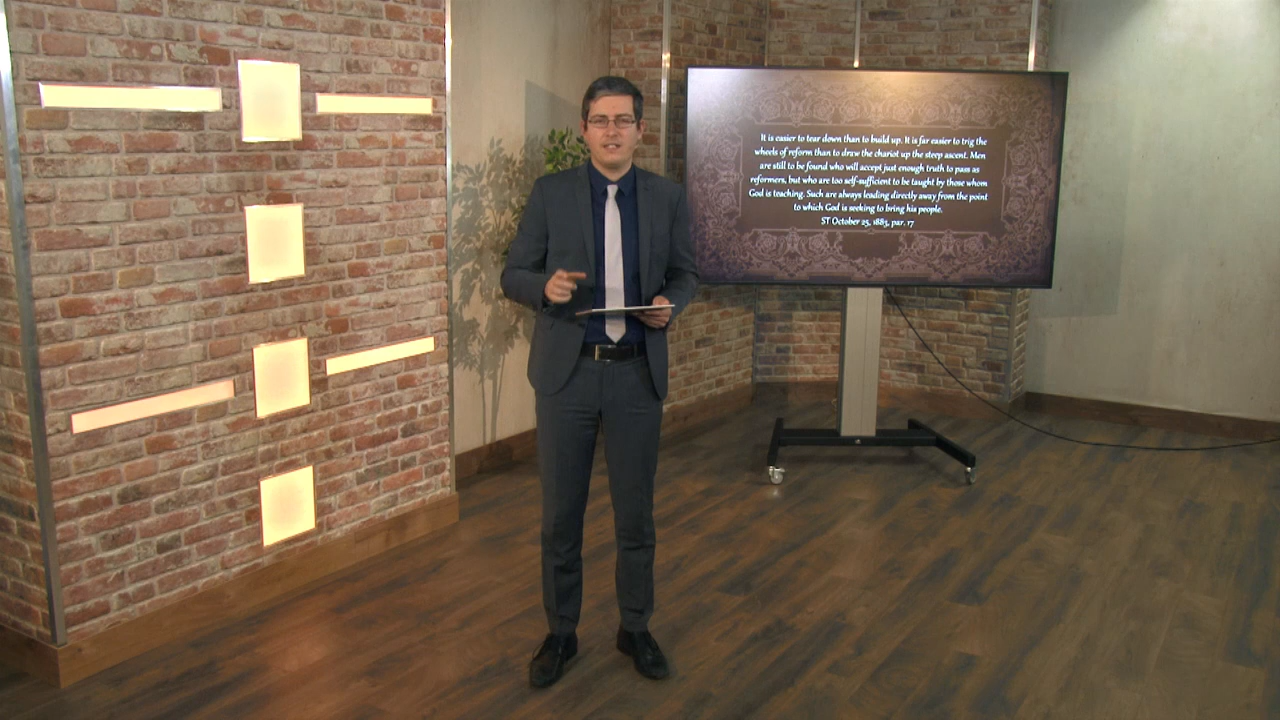 It is easier to tear down than to build up. It is far easier to trig the
wheels of reform than to draw the chariot up the steep ascent. Men
are still to be found who will accept just enough truth to pass as
reformers, but who are too self-sufficient to be taught by those whom
God is teaching. Such are always leading directly away from the point
to which God is seeking to bring his people.
ST October 25, 1883, par. 17